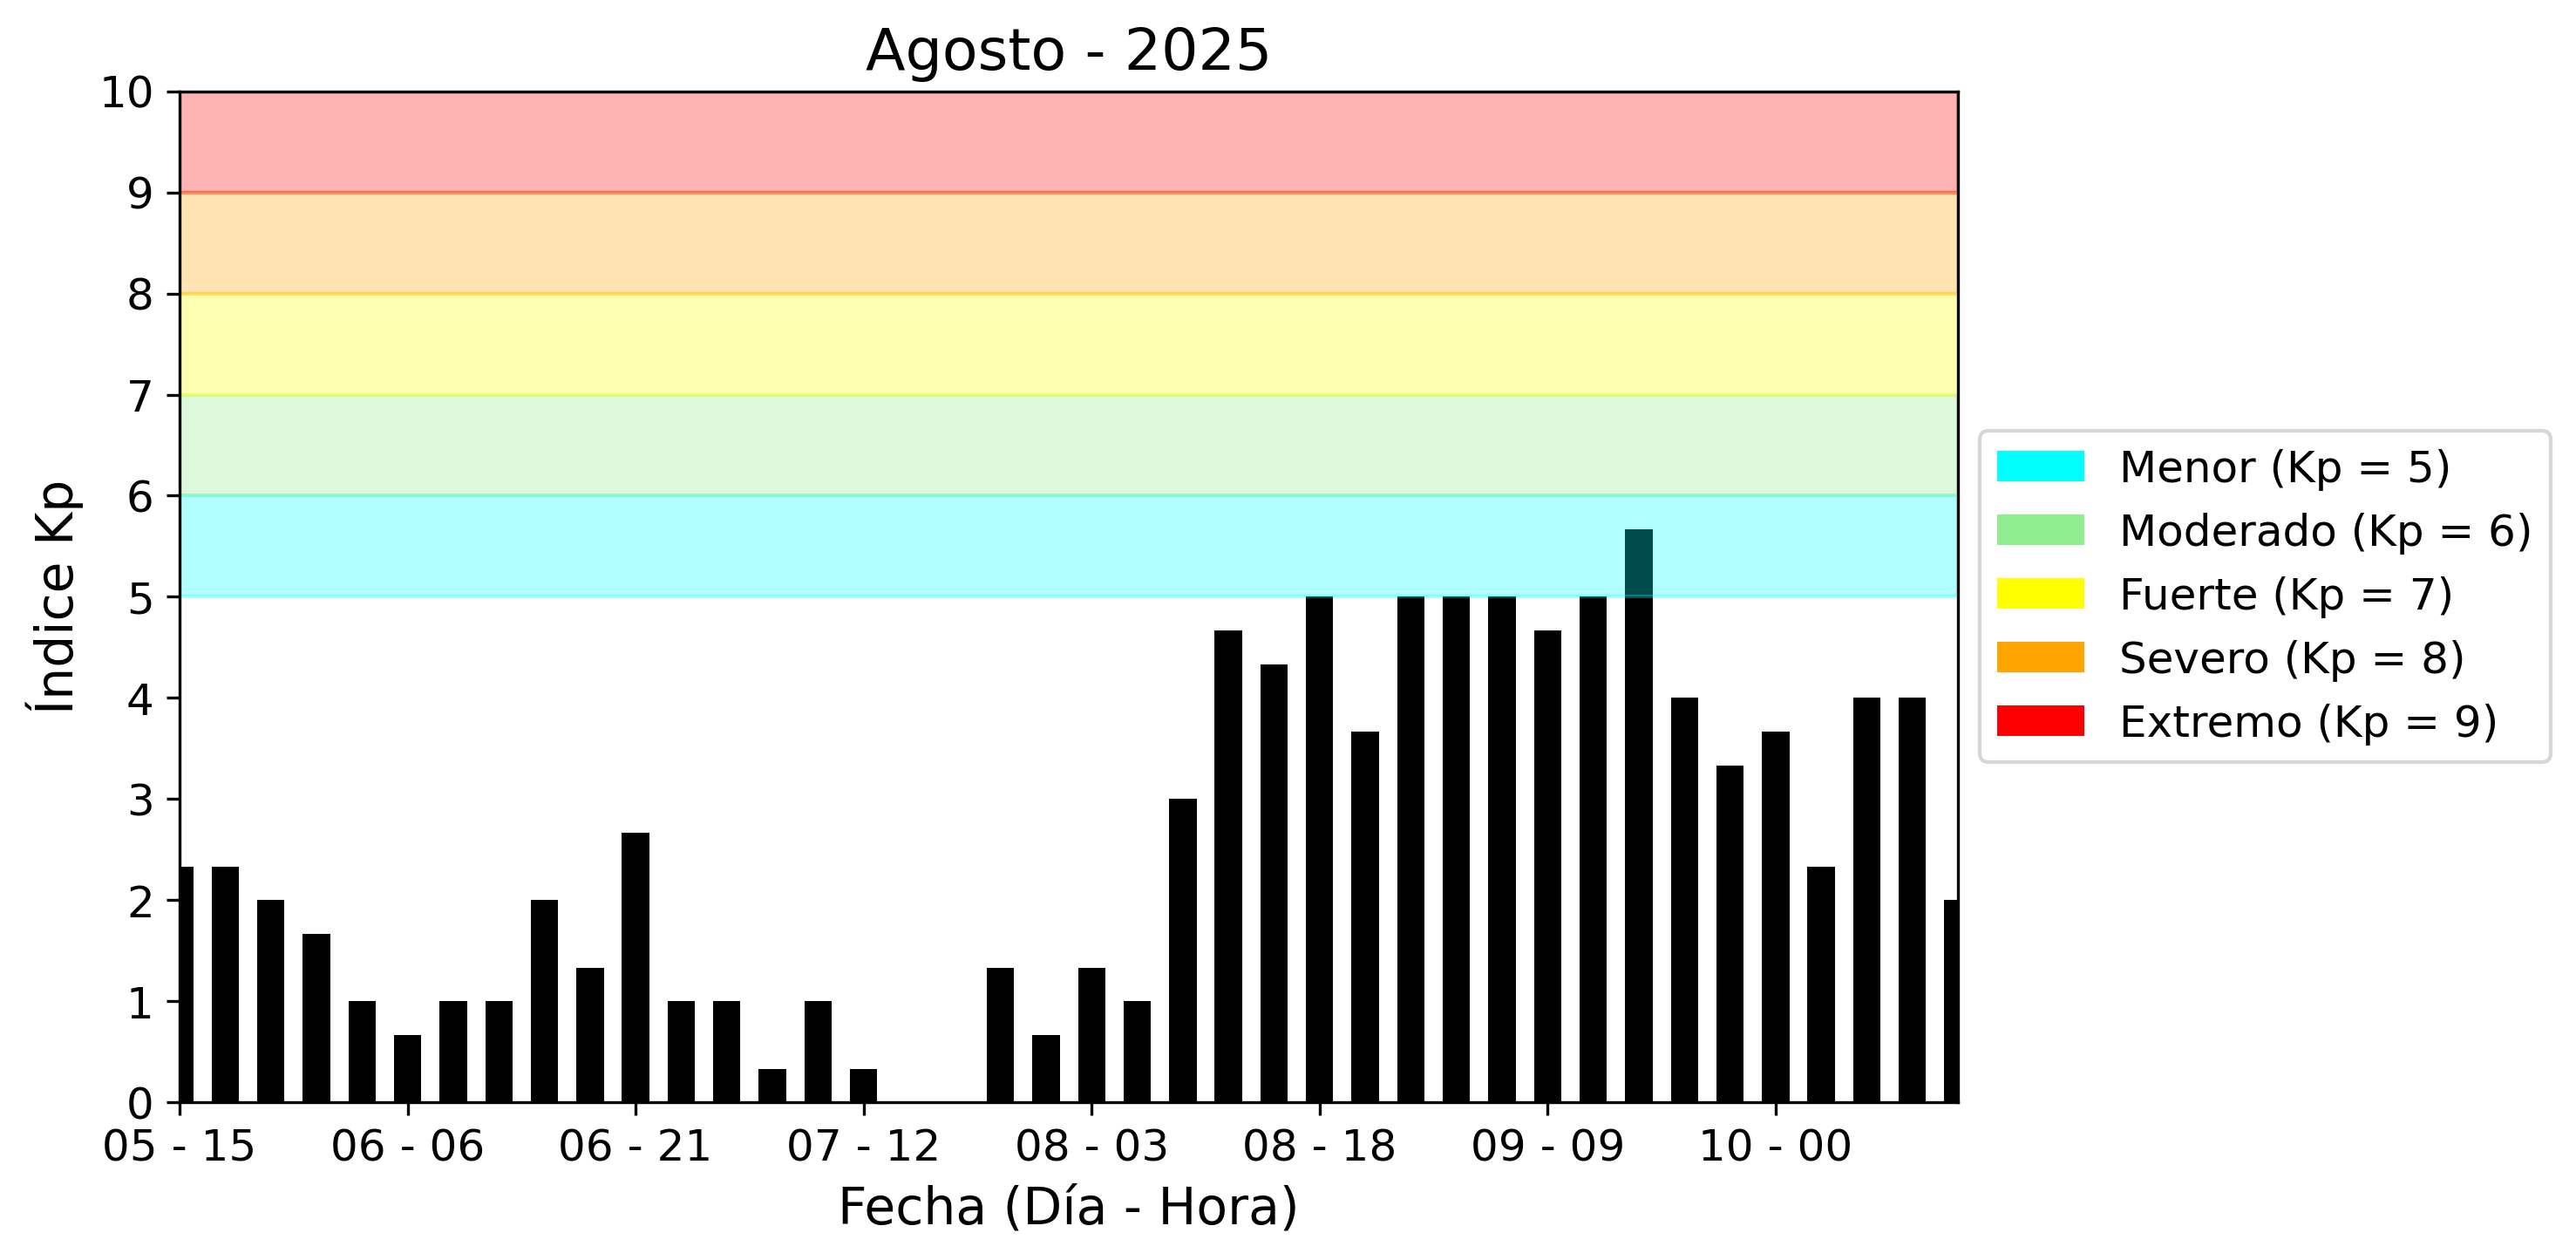 Agosto - 2025
10
9
8
7
6
5
4
3
2
1
0
Índice Kp
05 - 15 06 - 06 06 - 21 07 - 12 08 - 03 08 - 18 09 - 09 10 - 00
Fecha (Día - Hora)
Menor (Kp = 5)
Moderado (Kp = 6)
Fuerte (Kp = 7)
Severo (Kp = 8)
Extremo (Kp = 9)